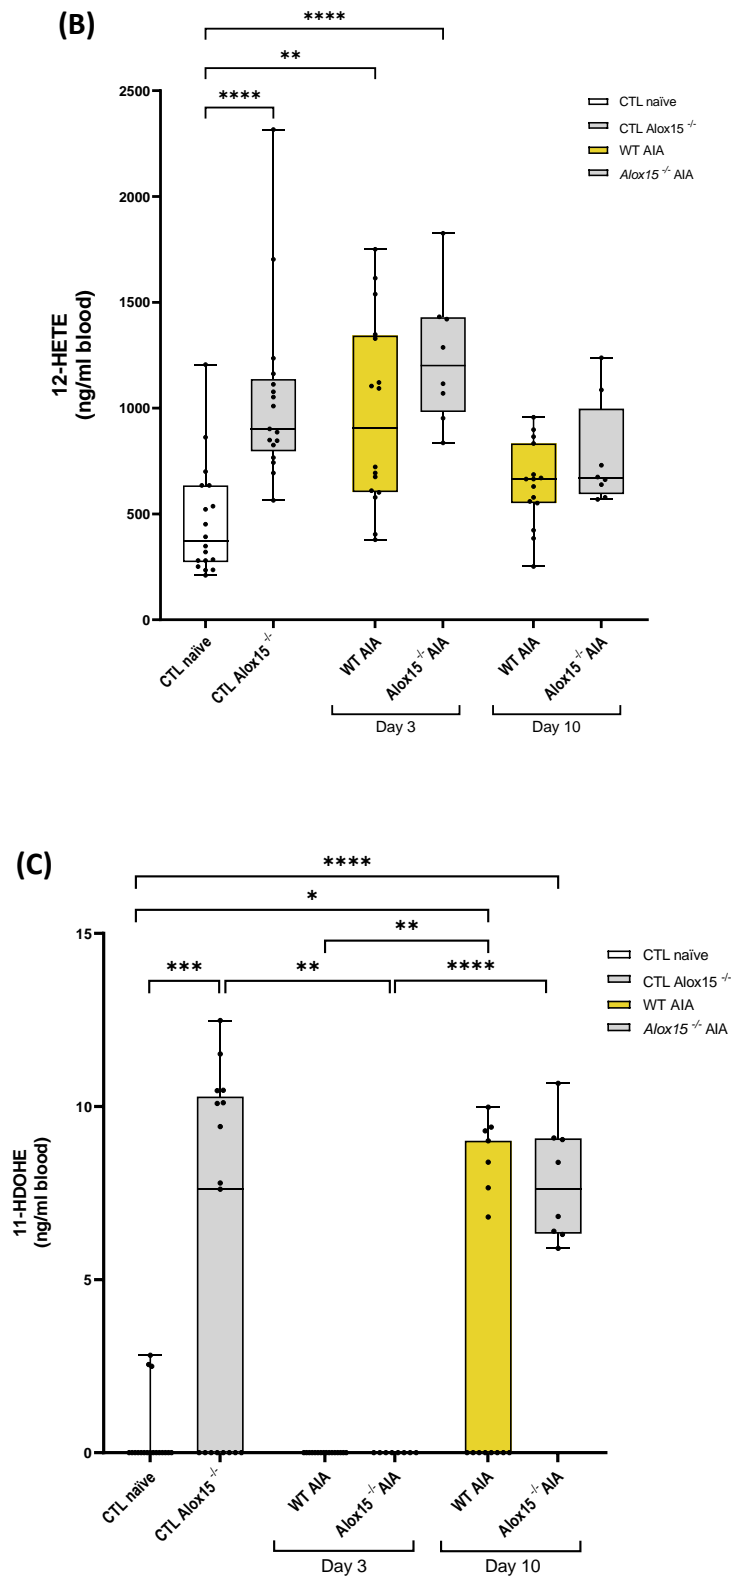 (B)
****
**
****
2500
2000
1500
1000
500
0
12-HETE
(ng/ml blood)
CTL naïve
CTL Alox15 -/-
WT AIA
Alox15 -/- AIA
CTL naïve
CTL Alox15 -/-
WT AIA
Alox15 -/- AIA
WT AIA
Alox15 -/- AIA
Day 3
Day 10
(C)
****
*
**
***
**
****
15
10
5
0
11-HDOHE
(ng/ml blood)
CTL naïve
CTL Alox15 -/-
WT AIA
Alox15 -/- AIA
CTL naïve
CTL Alox15 -/-
WT AIA
Alox15 -/- AIA
WT AIA
Alox15 -/- AIA
Day 3
Day 10